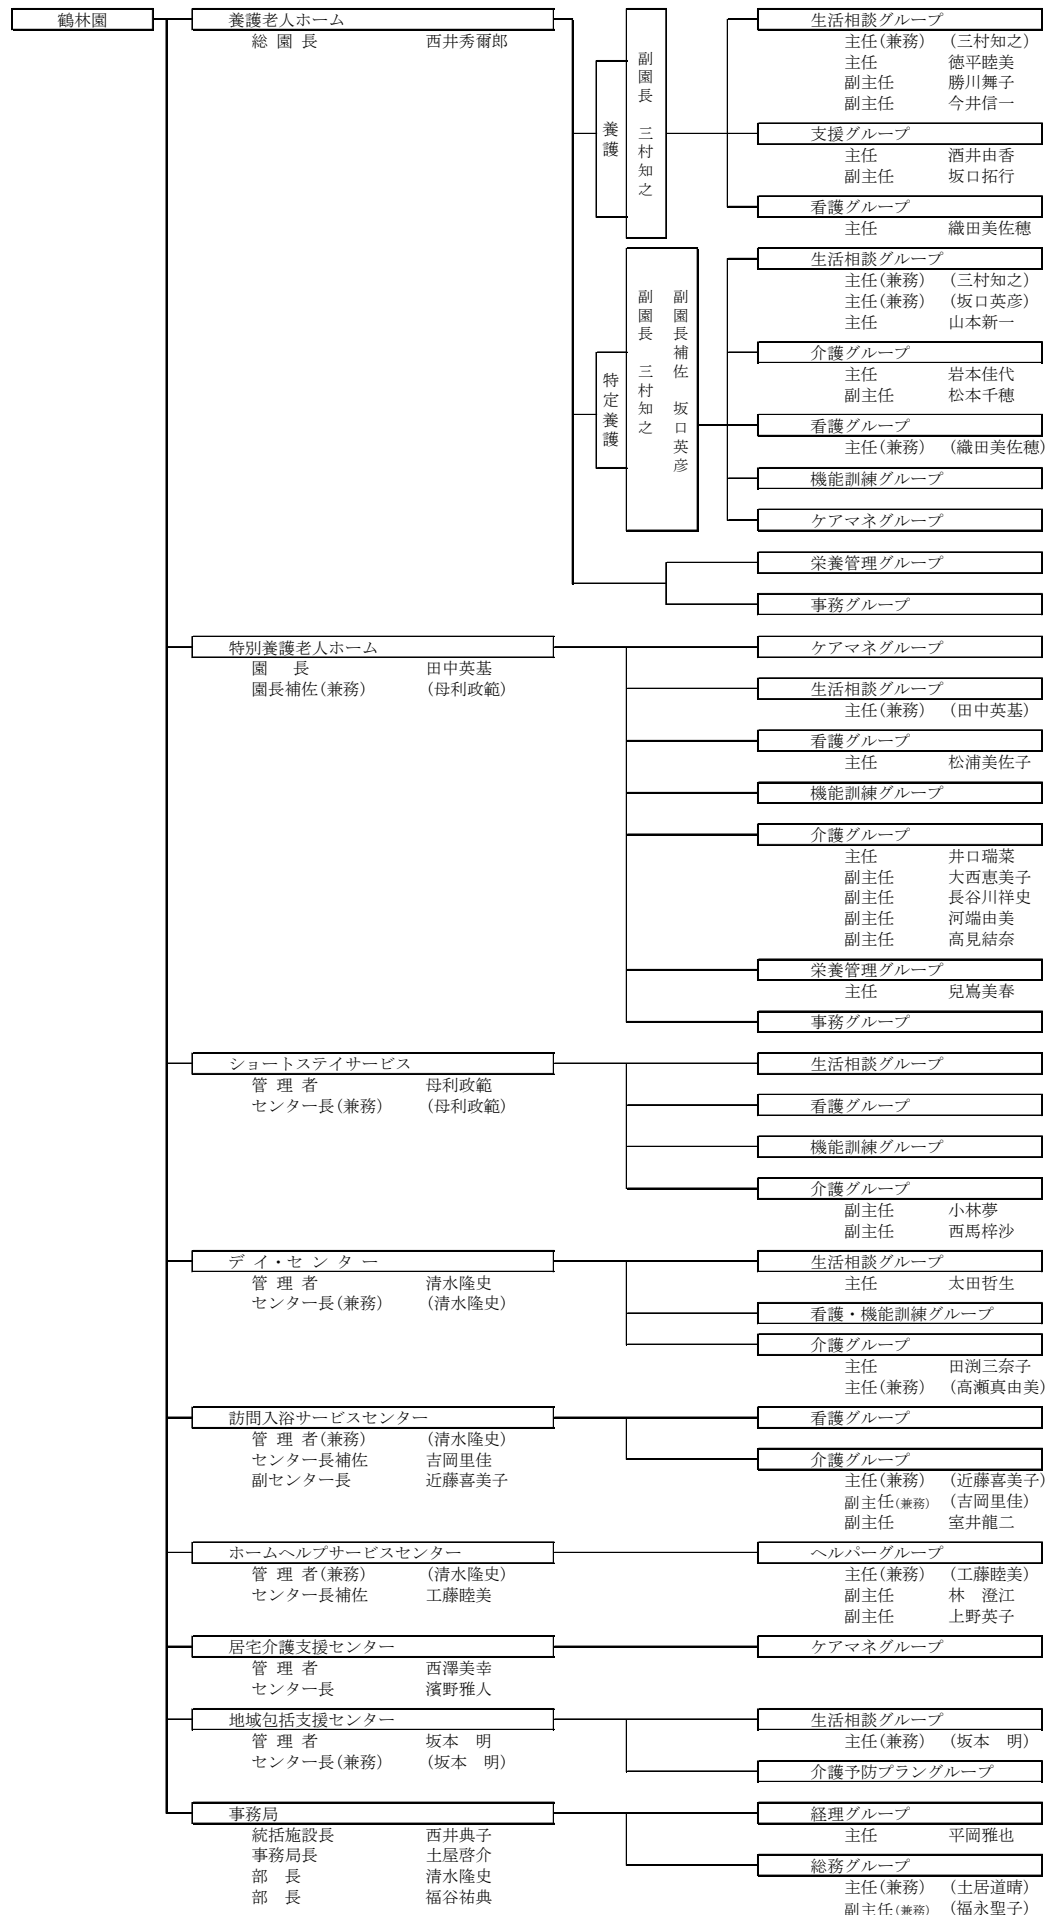 鶴林園
養護老人ホーム
総 園 長 西井秀爾郎
養護
副園長 三村知之
生活相談グループ
主任(兼務) (三村知之)
主任 徳平睦美
副主任 勝川舞子
副主任 今井信一
支援グループ
主任 酒井由香
副主任 坂口拓行
看護グループ
主任 織田美佐穂
特定養護
副園長 三村知之
副園長補佐 坂口英彦
生活相談グループ
主任(兼務) (三村知之)
主任(兼務) (坂口英彦)
主任 山本新一
介護グループ
主任 岩本佳代
副主任 松本千穂
看護グループ
主任(兼務) (織田美佐穂)
機能訓練グループ
ケアマネグループ
栄養管理グループ
事務グループ
特別養護老人ホーム
園 長 田中英基
園長補佐(兼務) (母利政範)
ケアマネグループ
生活相談グループ
主任(兼務) (田中英基)
看護グループ
主任 松浦美佐子
機能訓練グループ
介護グループ
主任 井口瑞菜
副主任 大西恵美子
副主任 長谷川祥史
副主任 河端由美
副主任 高見結奈
栄養管理グループ
主任 兒嶌美春
事務グループ
ショートステイサービス
管 理 者 母利政範
センター長(兼務) (母利政範)
生活相談グループ
看護グループ
機能訓練グループ
介護グループ
副主任 小林夢
副主任 西馬梓沙
デ イ・セ ン タ ー
管 理 者 清水隆史
センター長(兼務) (清水隆史)
生活相談グループ
主任 太田哲生
看護・機能訓練グループ
介護グループ
主任 田渕三奈子
主任(兼務) (高瀬真由美)
訪問入浴サービスセンター
管 理 者(兼務) (清水隆史)
センター長補佐 吉岡里佳
副センター長 近藤喜美子
看護グループ
介護グループ
主任(兼務) (近藤喜美子)
副主任(兼務) (吉岡里佳)
副主任 室井龍二
ホームヘルプサービスセンター
管 理 者(兼務) (清水隆史)
センター長補佐 工藤睦美
ヘルパーグループ
主任(兼務) (工藤睦美)
副主任 林 澄江
副主任 上野英子
居宅介護支援センター
管 理 者 西澤美幸
センター長 濱野雅人
ケアマネグループ
地域包括支援センター
管 理 者 坂本 明
センター長(兼務) (坂本 明)
生活相談グループ
主任(兼務) (坂本 明)
介護予防プラングループ
事務局
統括施設長 西井典子
事務局長 土屋啓介
部 長 清水隆史
部 長 福谷祐典
経理グループ
主任 平岡雅也
総務グループ
主任(兼務) (土居道晴)
副主任(兼務) (福永聖子)